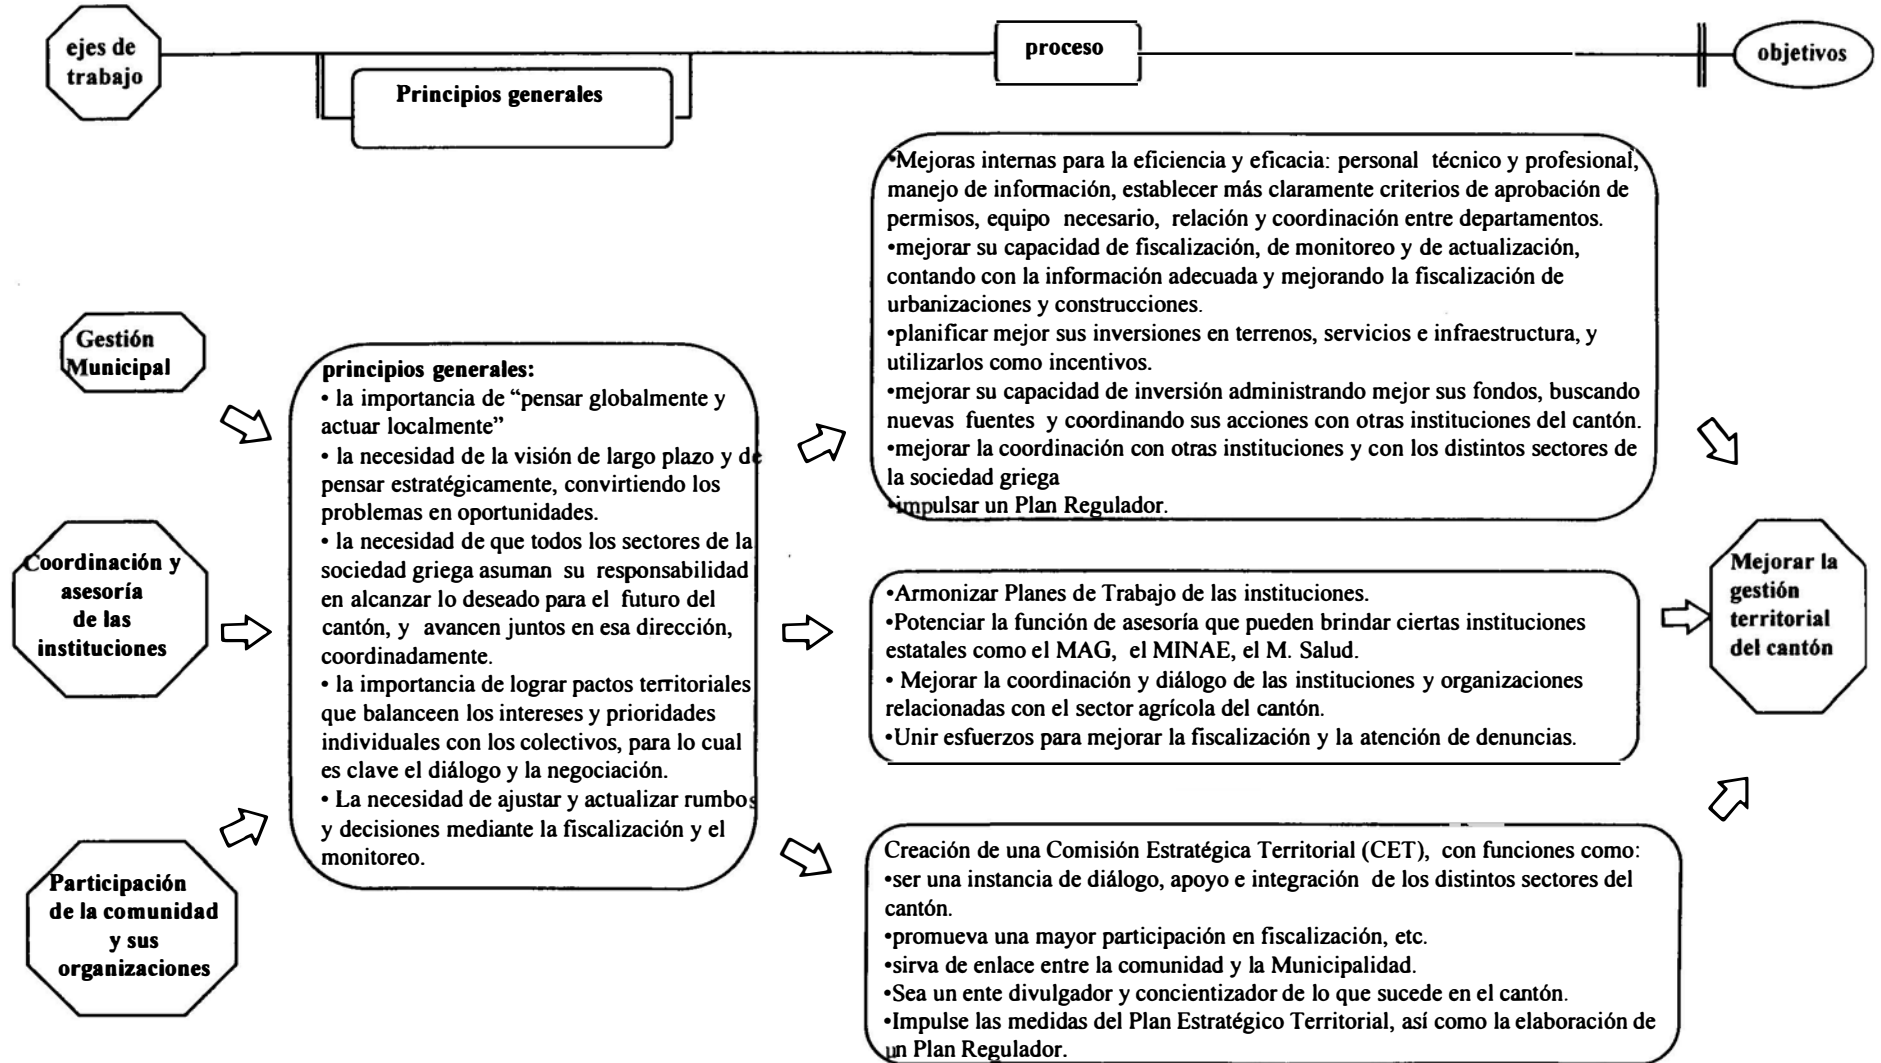 ejes de
trabajo
Principios generales
proceso
objetivos
Gestión
Municipal
Coordinación y
asesoría
de las
instituciones
Participación
de la comunidad
y sus
organizaciones
principios generales:
• la importancia de “pensar globalmente y
actuar localmente”
• la necesidad de la visión de largo plazo y de
pensar estratégicamente, convirtiendo los
problemas en oportunidades.
• la necesidad de que todos los sectores de la
sociedad griega asuman su responsabilidad
en alcanzar lo deseado para el futuro del
cantón, y avancen juntos en esa dirección,
coordinadamente.
• la importancia de lograr pactos territoriales
que balanceen los intereses y prioridades
individuales con los colectivos, para lo cual
es clave el diálogo y la negociación.
• La necesidad de ajustar y actualizar rumbos
y decisiones mediante la fiscalización y el
monitoreo.
•Mejoras internas para la eficiencia y eficacia: personal técnico y profesional,
manejo de información, establecer más claramente criterios de aprobación de
permisos, equipo necesario, relación y coordinación entre departamentos.
•mejorar su capacidad de fiscalización, de monitoreo y de actualización,
contando con la información adecuada y mejorando la fiscalización de
urbanizaciones y construcciones.
•planificar mejor sus inversiones en terrenos, servicios e infraestructura, y
utilizarlos como incentivos.
•mejorar su capacidad de inversión administrando mejor sus fondos, buscando
nuevas fuentes y coordinando sus acciones con otras instituciones del cantón.
•mejorar la coordinación con otras instituciones y con los distintos sectores de
la sociedad griega
•impulsar un Plan Regulador.
•Armonizar Planes de Trabajo de las instituciones.
•Potenciar la función de asesoría que pueden brindar ciertas instituciones
estatales como el MAG, el MINAE, el M. Salud.
• Mejorar la coordinación y diálogo de las instituciones y organizaciones
relacionadas con el sector agrícola del cantón.
•Unir esfuerzos para mejorar la fiscalización y la atención de denuncias.
Creación de una Comisión Estratégica Territorial (CET), con funciones como:
•ser una instancia de diálogo, apoyo e integración de los distintos sectores del
cantón.
•promueva una mayor participación en fiscalización, etc.
•sirva de enlace entre la comunidad y la Municipalidad.
•Sea un ente divulgador y concientizador de lo que sucede en el cantón.
•Impulse las medidas del Plan Estratégico Territorial, así como la elaboración de
un Plan Regulador.
Mejorar la
gestión
territorial
del cantón